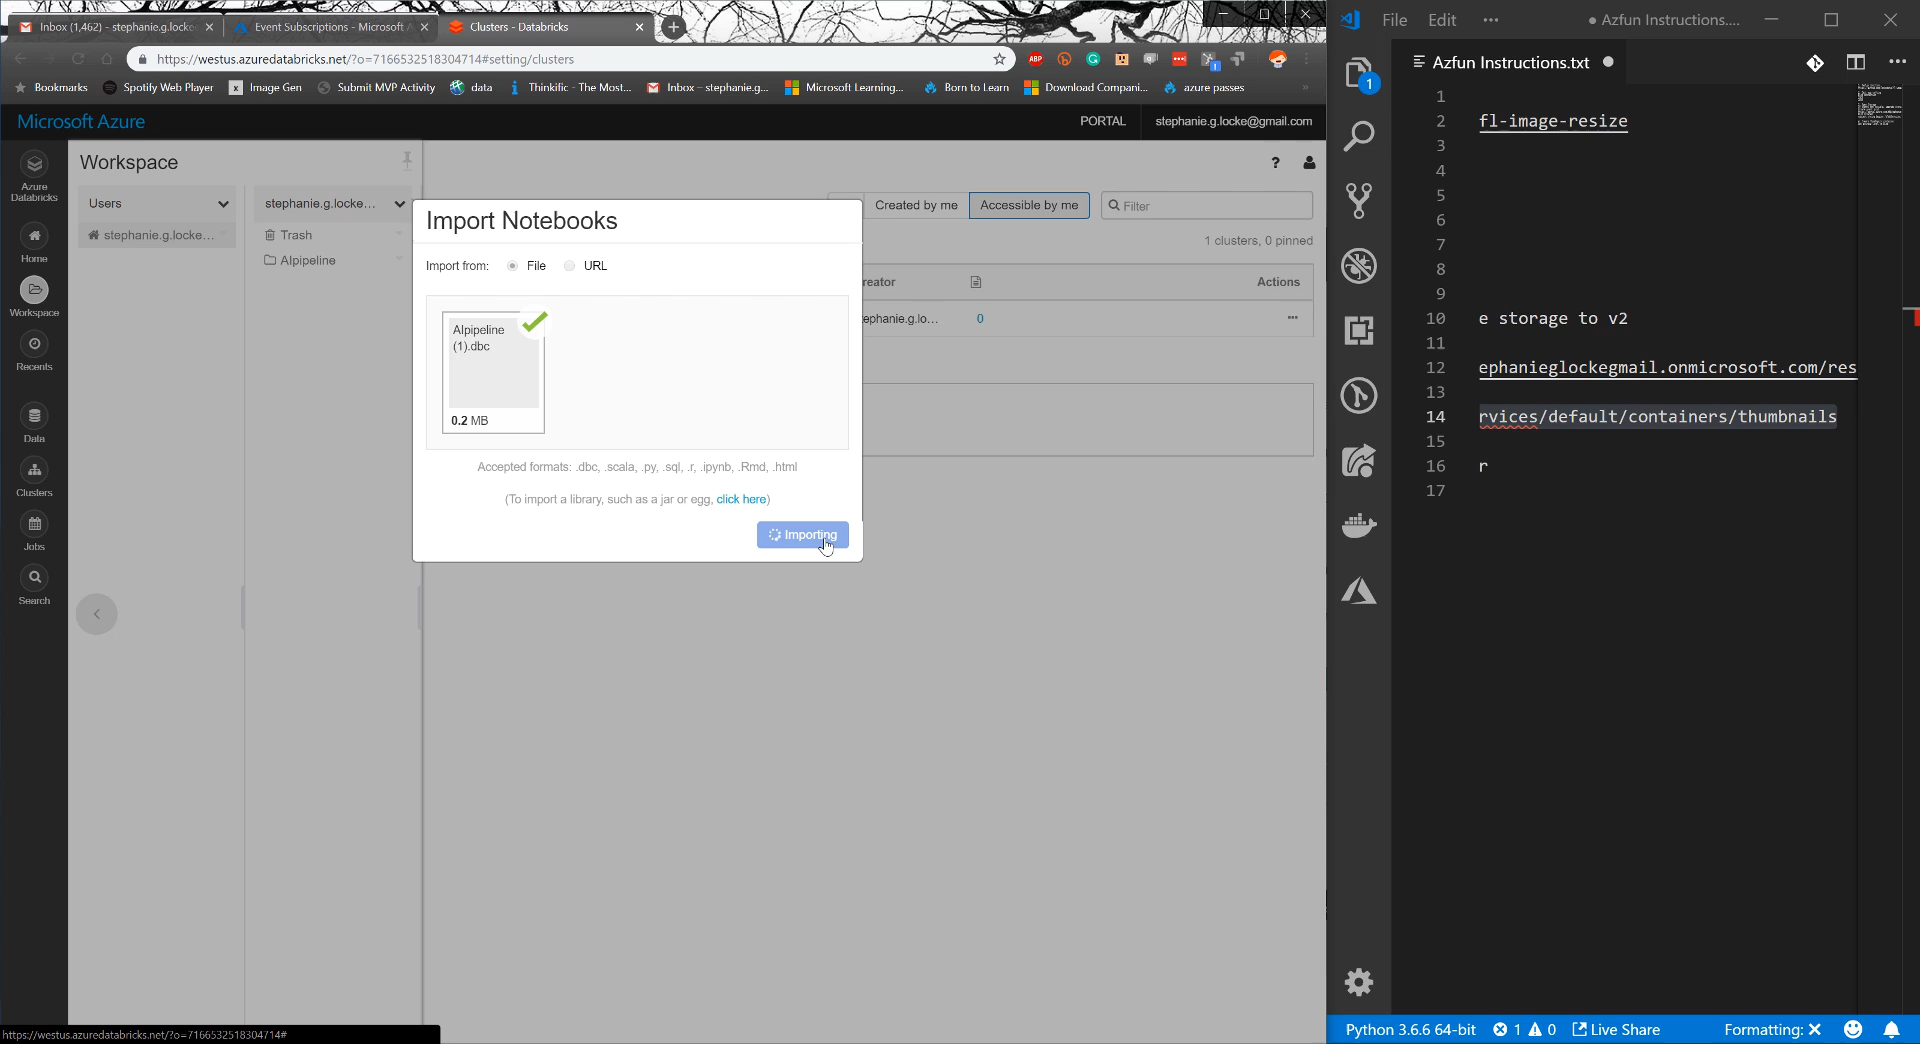 Inbox (1,462) - stephanie.g.locke
Event Subscriptions - Microsoft A
Clusters - Databricks
https://westus.azuredatabricks.net/?o=7166532518304714#setting/clusters
Bookmarks
Spotify Web Player
Image Gen
Submit MVP Activity
data
Thinkific - The Most...
Inbox – stephanie.g...
Microsoft Learning...
Born to Learn
Download Compani...
azure passes
Microsoft Azure
PORTAL
stephanie.g.locke@gmail.com
Azure Databricks
Home
Workspace
Recents
Data
Clusters
Jobs
Search
Workspace
Users
stephanie.g.locke...
stephanie.g.locke...
Trash
AIpipeline
Created by me
Accessible by me
Filter
1 clusters, 0 pinned
reator
Actions
ephanie.g.lo...
0
Import Notebooks
Import from:
File
URL
AIpipeline
(1).dbc
0.2 MB
Accepted formats: .dbc, .scala, .py, .sql, .r, .ipynb, .Rmd, .html
(To import a library, such as a jar or egg, click here)
Importing
https://westus.azuredatabricks.net/?o=7166532518304714#
File
Edit
Azfun Instructions....
Azfun Instructions.txt
1
1
2 fl-image-resize
3
4
5
6
7
8
9
10 e storage to v2
11
12 ephanieglockegmail.onmicrosoft.com/res
13
14 rvices/default/containers/thumbnails
15
16 r
17
Python 3.6.6 64-bit
1
0
Live Share
Formatting: ✕